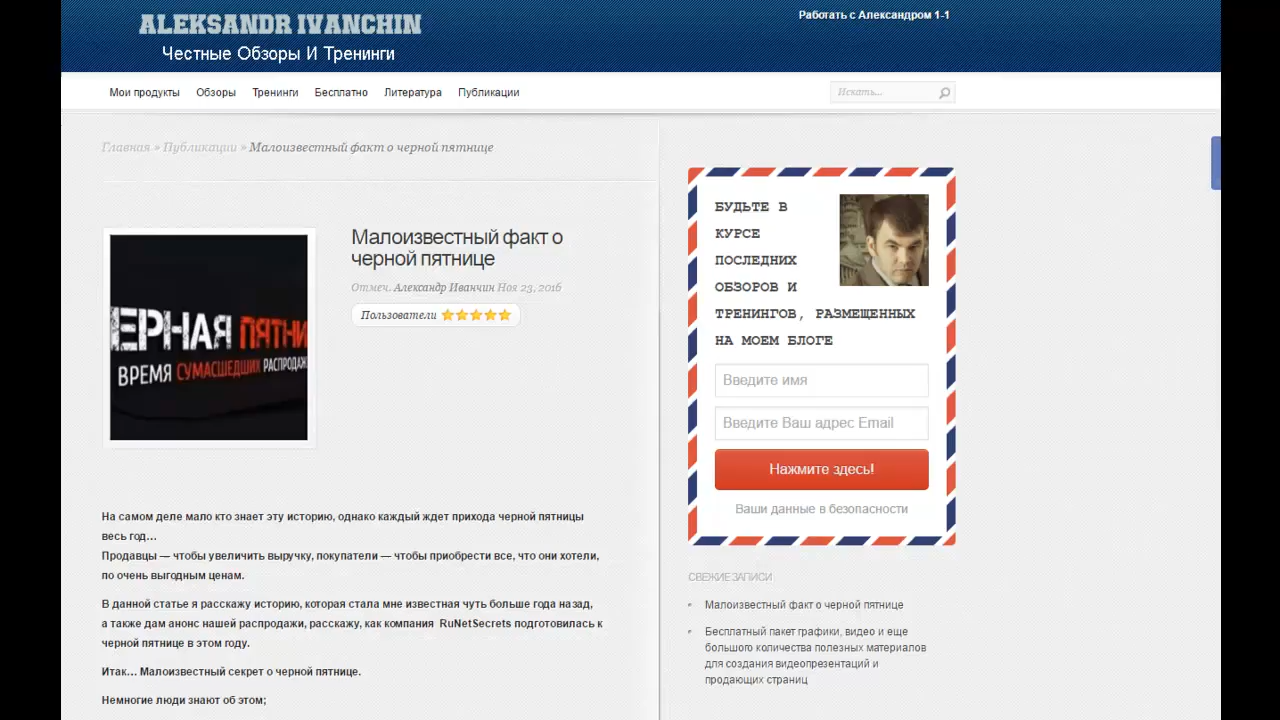 ALEKSANDR IVANCHIN
Честные Обзоры И Тренинги
Работать с Александром 1-1
Мои продукты Обзоры Тренинги Бесплатно Литература Публикации
Искать...
Главная » Публикации » Малоизвестный факт о черной пятнице
ЕРНАЯ ПЯТНИ
ВРЕМЯ СУМАСШЕДШИХ РАСПРОДАЖ
Малоизвестный факт о
черной пятнице
Отмеч. Александр Иванчин Ноя 23, 2016
Пользователи
На самом деле мало кто знает эту историю, однако каждый ждет прихода черной пятницы
весь год…
Продавцы — чтобы увеличить выручку, покупатели — чтобы приобрести все, что они хотели,
по очень выгодным ценам.
В данной статье я расскажу историю, которая стала мне известная чуть больше года назад,
а также дам анонс нашей распродажи, расскажу, как компания RuNetSecrets подготовилась к
черной пятнице в этом году.
Итак… Малоизвестный секрет о черной пятнице.
Немногие люди знают об этом;
БУДЬТЕ В
КУРСЕ
ПОСЛЕДНИХ
ОБЗОРОВ И
ТРЕНИНГОВ, РАЗМЕЩЕННЫХ
НА МОЕМ БЛОГЕ
Введите имя
Введите Ваш адрес Email
Нажмите здесь!
Ваши данные в безопасности
СВЕЖИЕ ЗАПИСИ
Малоизвестный факт о черной пятнице
Бесплатный пакет графики, видео и еще
большого количества полезных материалов
для создания видеопрезентаций и
продающих страниц